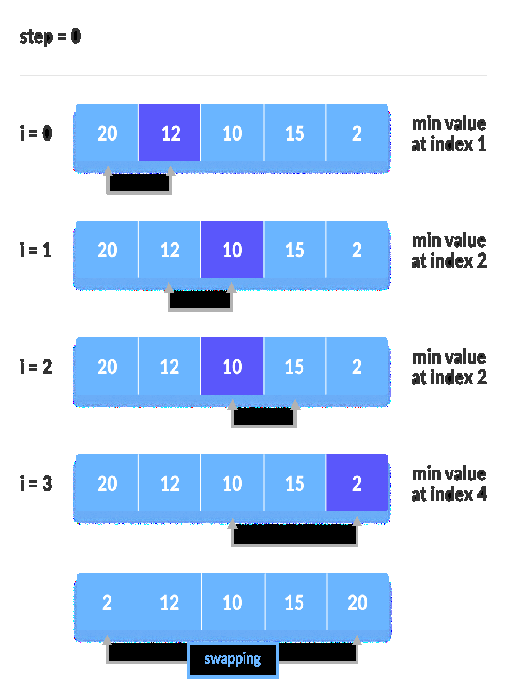 step = 0
i = 0 20 12 10 15 2 min value
at index 1
i = 1 20 12 10 15 2 min value
at index 2
i = 2 20 12 10 15 2 min value
at index 2
i = 3 20 12 10 15 2 min value
at index 4
2 12 10 15 20
swapping